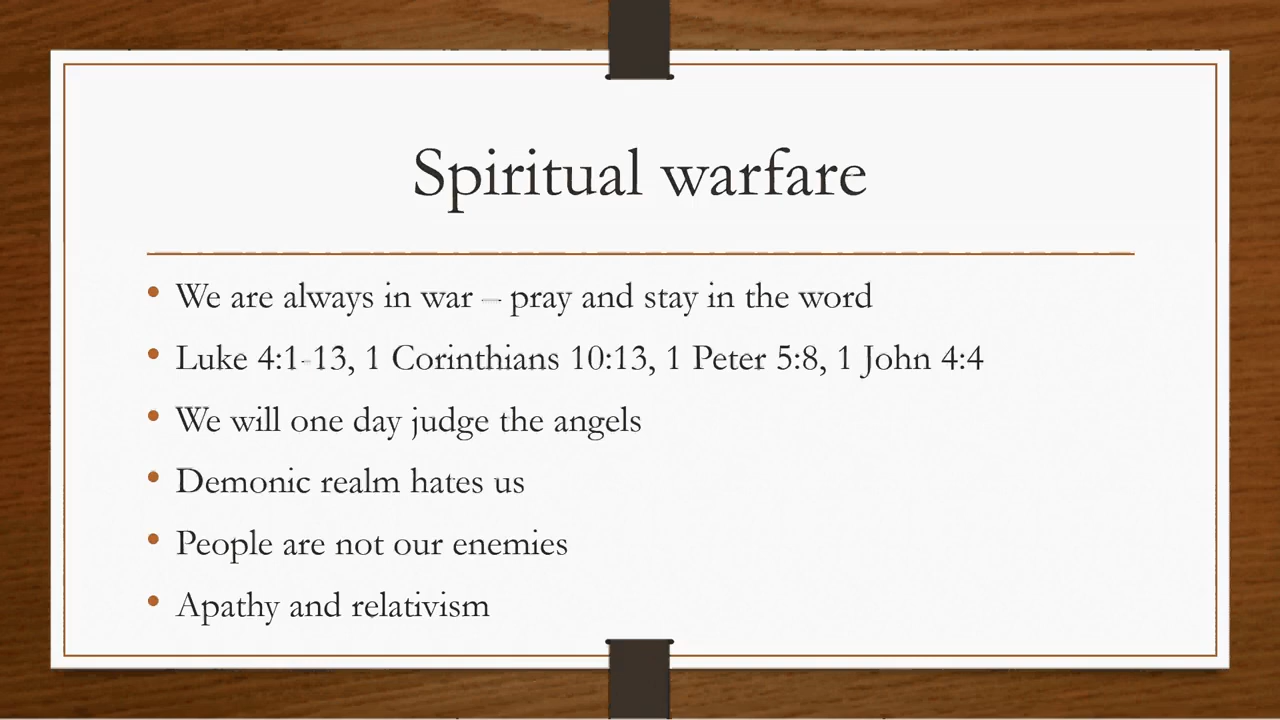 Spiritual warfare
• We are always in war – pray and stay in the word
• Luke 4:1-13, 1 Corinthians 10:13, 1 Peter 5:8, 1 John 4:4
• We will one day judge the angels
• Demonic realm hates us
• People are not our enemies
• Apathy and relativism